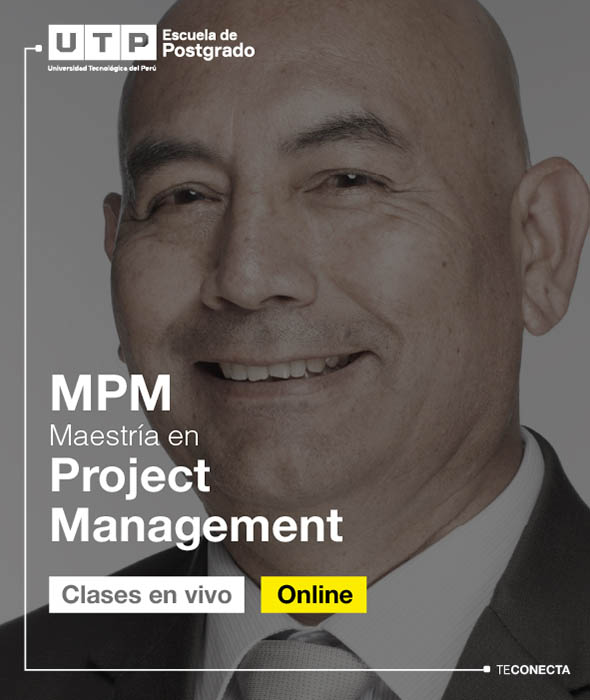 UTP Escuela de
Postgrado
Universidad Tecnológica del Perú
MPM
Maestría en
Project
Management
Clases en vivo
Online
TECONECTA